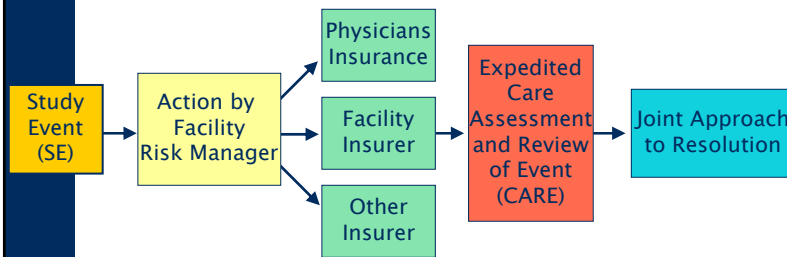 Study
Event
(SE)
Action by
Facility
Risk Manager
Physicians
Insurance
Facility
Insurer
Other
Insurer
Expedited
Care
Assessment
and Review
of Event
(CARE)
Joint Approach
to Resolution